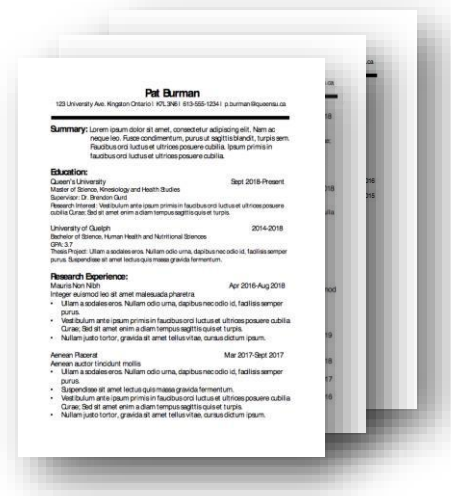 Pat Burman
123 University Ave. Kingston Ontario I K7L3N6 I 613-555-1234 I p.burman@queensu.ca
Summary: Lorem ipsum dolor sit amet, consectetur adipiscing elit. Nam ac
neque leo. Fusce condimentum, purus ut sagittis blandit, turpis sem.
Faucibus orci luctus et ultrices posuere cubilia. Ipsum primis in
faucibus orci luctus et ultrices posuere cubilia.
Education:
Queen's University Sept 2018-Present
Master of Science, Kinesiology and Health Studies
Supervisor: Dr. Brendon Gurd
Research Interest: Vestibulum ante ipsum primis in faucibus orci luctus et ultrices posuere
cubilia Curae; Sed sit amet enim a diam tempus sagittis quis et turpis.
University of Guelph 2014-2018
Bachelor of Science, Human Health and Nutritional Sciences
GPA: 3.7
Thesis Project: Ullam a sodales eros. Nullam odio urna, dapibus nec odio id, facilisis semper
purus. Suspendisse sit amet lectus quis massa gravida fermentum.
Research Experience:
Mauris Non Nibh Apr 2016-Aug 2018
Integer euismod leo sit amet malesuada pharetra
• Ullam a sodales eros. Nullam odio urna, dapibus nec odio id, facilisis semper
purus.
• Vestibulum ante ipsum primis in faucibus orci luctus et ultrices posuere cubilia
Curae; Sed sit amet enim a diam tempus sagittis quis et turpis.
• Nullam justo tortor, gravida sit amet tellus vitae, cursus dictum ipsum.
Aenean Placerat Mar 2017-Sept 2017
Aenean auctor tincidunt mollis
• Ullam a sodales eros. Nullam odio urna, dapibus nec odio id, facilisis semper
purus.
• Suspendisse sit amet lectus quis massa gravida fermentum.
• Vestibulum ante ipsum primis in faucibus orci luctus et ultrices posuere cubilia
Curae; Sed sit amet enim a diam tempus sagittis quis et turpis.
• Nullam justo tortor, gravida sit amet tellus vitae, cursus dictum ipsum.